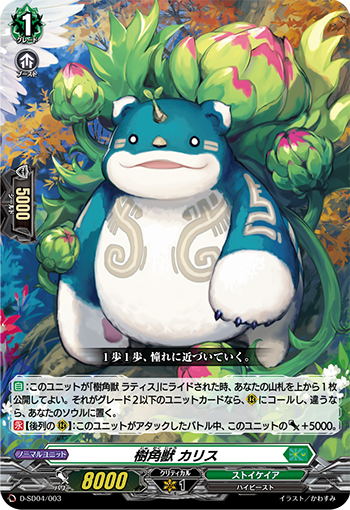 1
グレード
ブースト
5000
シールド
1歩1歩、憧れに近づいていく。
自:このユニットが「樹角獣 ラティス」にライドされた時、あなたの山札を上から1枚
公開してよい。それがグレード2以下のユニットカードなら、Ⓡにコールし、違うな
ら、あなたのソウルに置く。
永【後列のⓇ】:このユニットがアタックしたバトル中、このユニットの+5000。
ノーマルユニット
樹角獣 カリス
パワー
8000
クリティカル
1
ストイケイア
ハイビースト
D-SD04/003
イラスト/かわすみ